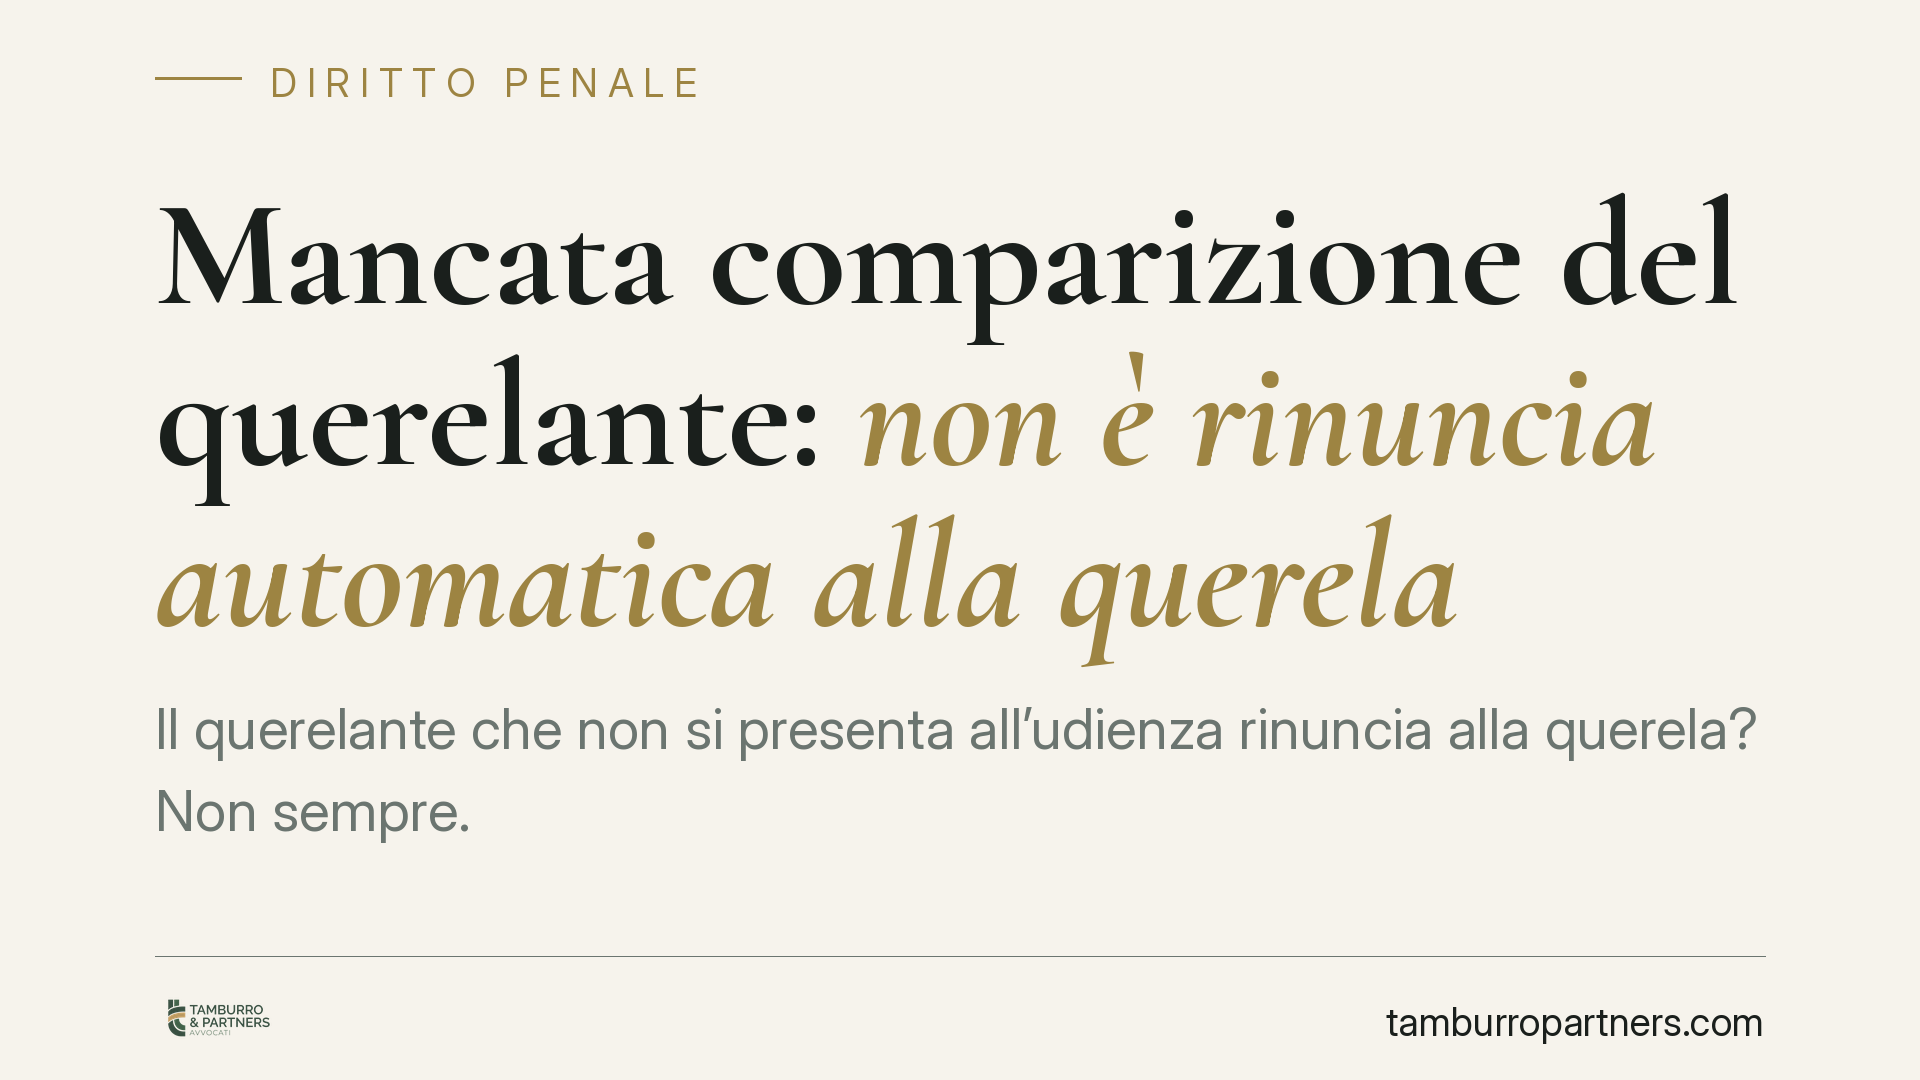 DIRITTO PENALE
Mancata comparizione del
querelante: non è rinuncia
automatica alla querela
Il querelante che non si presenta all’udienza rinuncia alla querela?
Non sempre.
TAMBURRO
& PARTNERS
AVVOCATI
tamburropartners.com